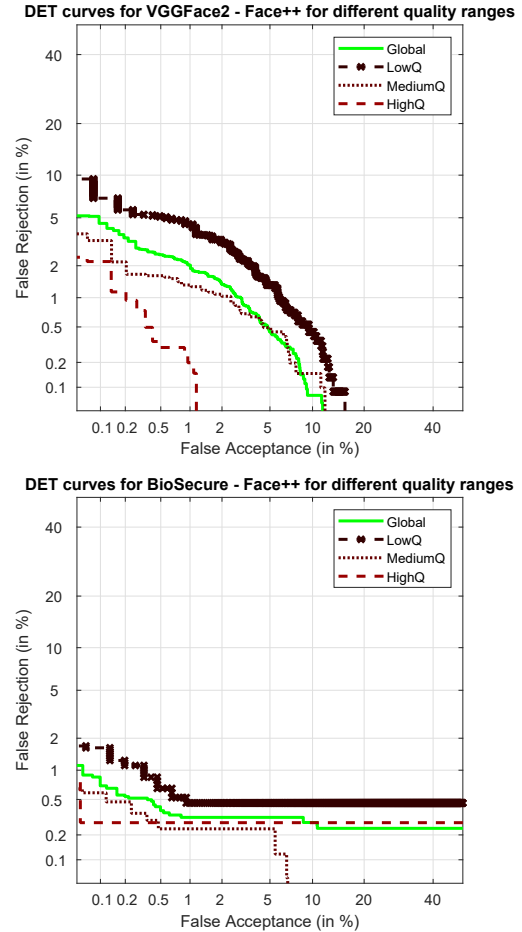 DET curves for VGGFace2 - Face++ for different quality ranges
Global
LowQ
MediumQ
HighQ
False Rejection (in %)
40
20
10
5
2
1
0.5
0.2
0.1
0.1 0.2 0.5 1 2 5 10 20 40
False Acceptance (in %)
DET curves for BioSecure - Face++ for different quality ranges
Global
LowQ
MediumQ
HighQ
False Rejection (in %)
40
20
10
5
2
1
0.5
0.2
0.1
0.1 0.2 0.5 1 2 5 10 20 40
False Acceptance (in %)